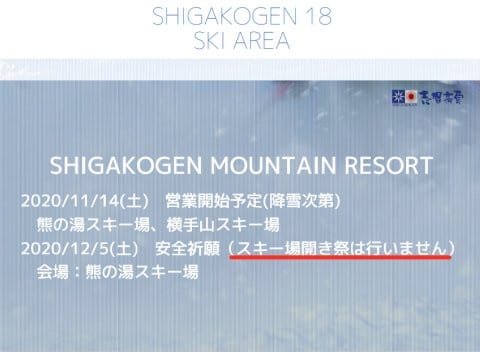 SHIGAKOGEN 18
SKI AREA
志賀高原
SHIGAKOGEN MOUNTAIN RESORT
2020/11/14(土) 営業開始予定(降雪次第)
熊の湯スキー場、横手山スキー場
2020/12/5(土) 安全祈願(スキー場開き祭は行いません)
会場:熊の湯スキー場